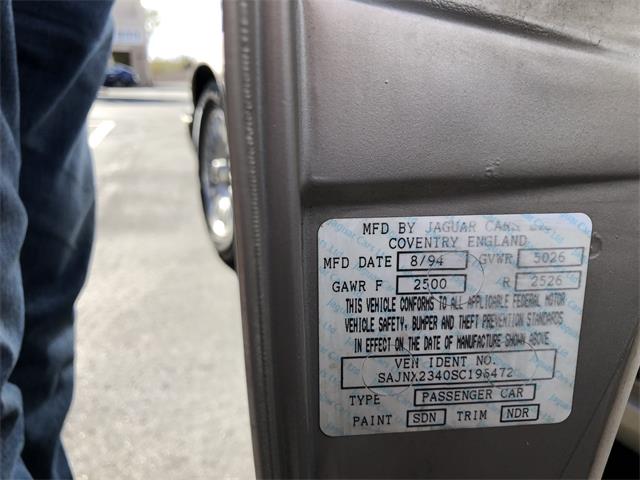 MFD BY JAGUAR CARS
COVENTRY ENGLAND
MFD DATE 8/94 GVWR 5026
GAWR F 2500 R 2526
THIS VEHICLE CONFORMS TO ALL APPLICABLE FEDERAL MOTOR
VEHICLE SAFETY, BUMPER AND THEFT PREVENTION STANDARDS
IN EFFECT ON THE DATE OF MANUFACTURE SHOWN ABOVE.
VEH IDENT NO.
SAJNX2340SC196472
TYPE PASSENGER CAR
PAINT SDN TRIM NDR